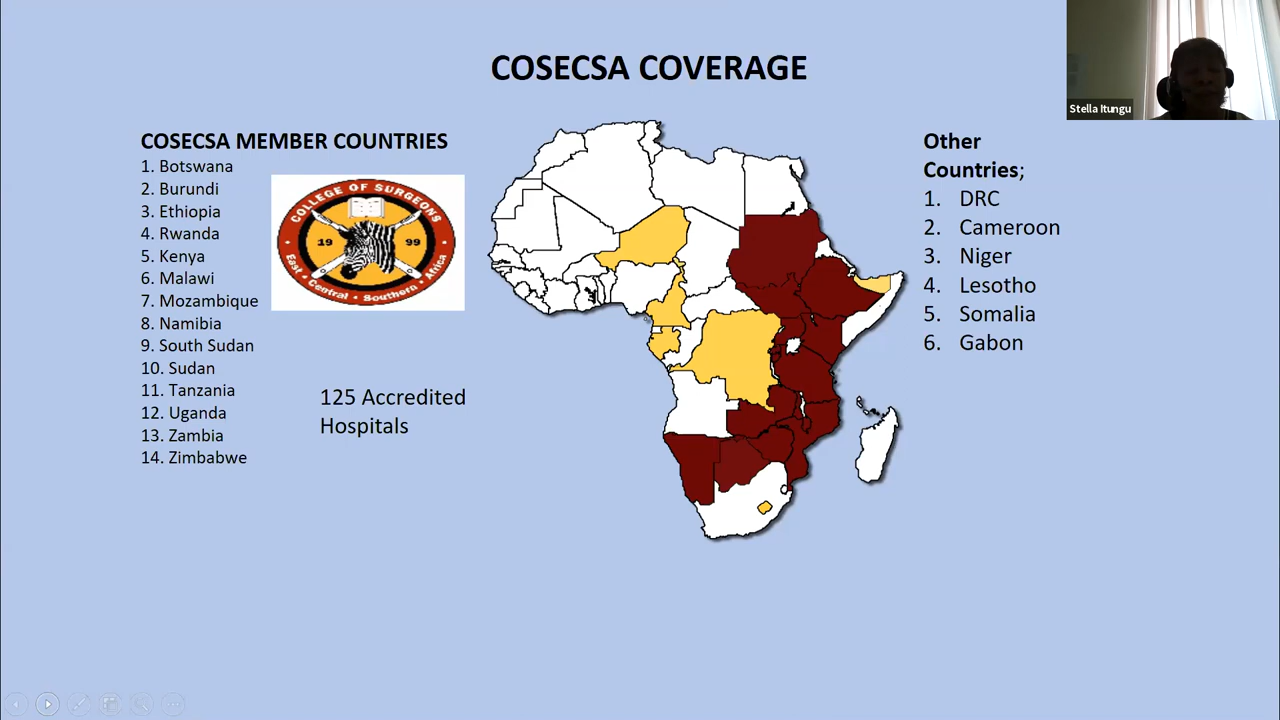 COSECSA COVERAGE
Stella Itungu
COSECSA MEMBER COUNTRIES
1. Botswana
2. Burundi
3. Ethiopia
4. Rwanda
5. Kenya
6. Malawi
7. Mozambique
8. Namibia
9. South Sudan
10. Sudan
11. Tanzania
12. Uganda
13. Zambia
14. Zimbabwe
COLLEGE OF SURGEONS
19 99
East, Central Southern Africa
125 Accredited
Hospitals
Other
Countries;
1. DRC
2. Cameroon
3. Niger
4. Lesotho
5. Somalia
6. Gabon